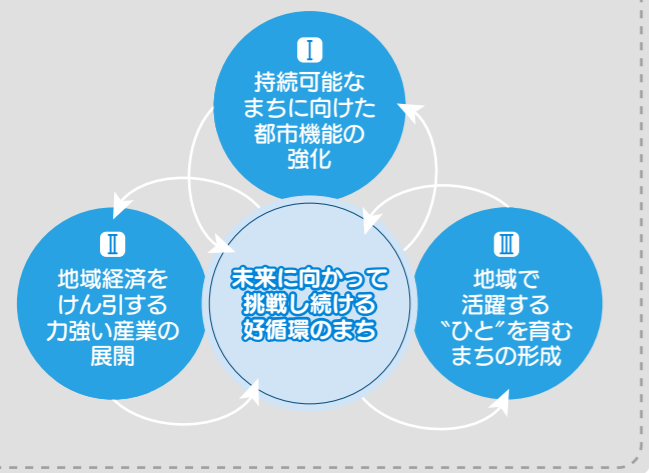 Ⅰ
持続可能な
まちに向けた
都市機能の
強化
Ⅱ
地域経済を
けん引する
力強い産業の
展開
未来に向かって
挑戦し続ける
好循環のまち
Ⅲ
地域で
活躍する
〝ひと〟を育む
まちの形成